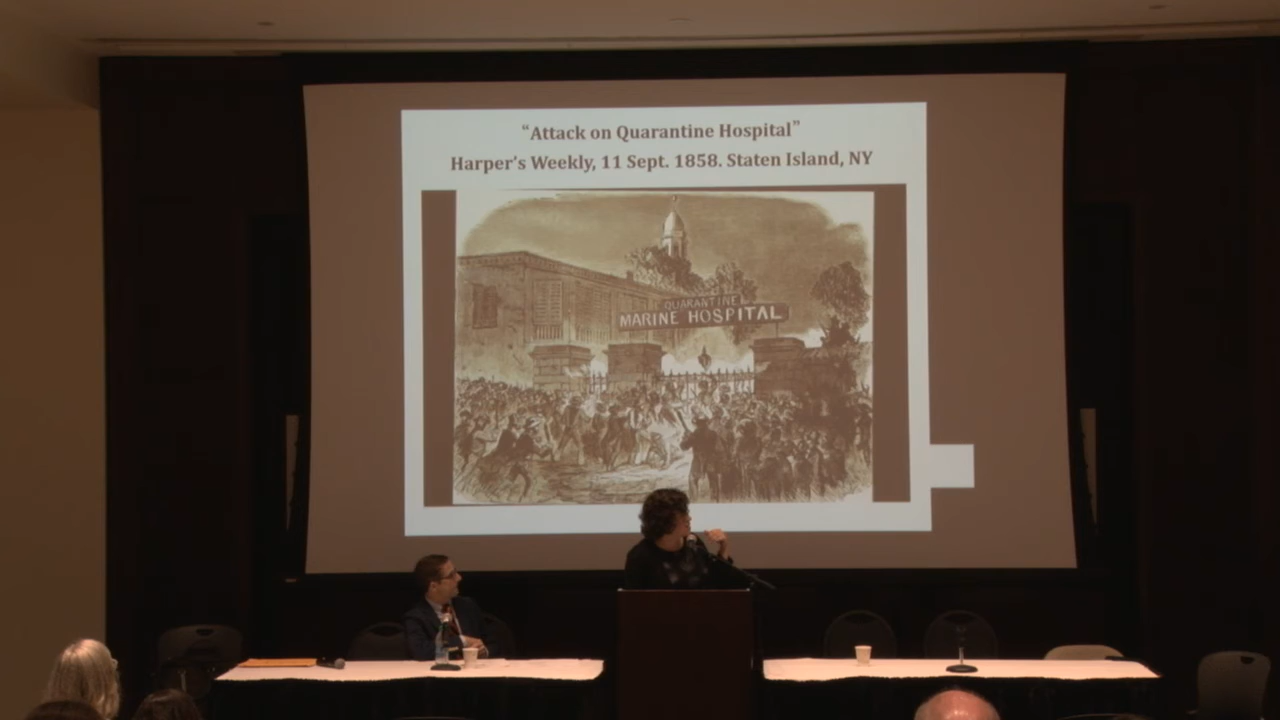 “Attack on Quarantine Hospital”
Harper’s Weekly, 11 Sept. 1858. Staten Island, NY
QUARANTINE
MARINE HOSPITAL